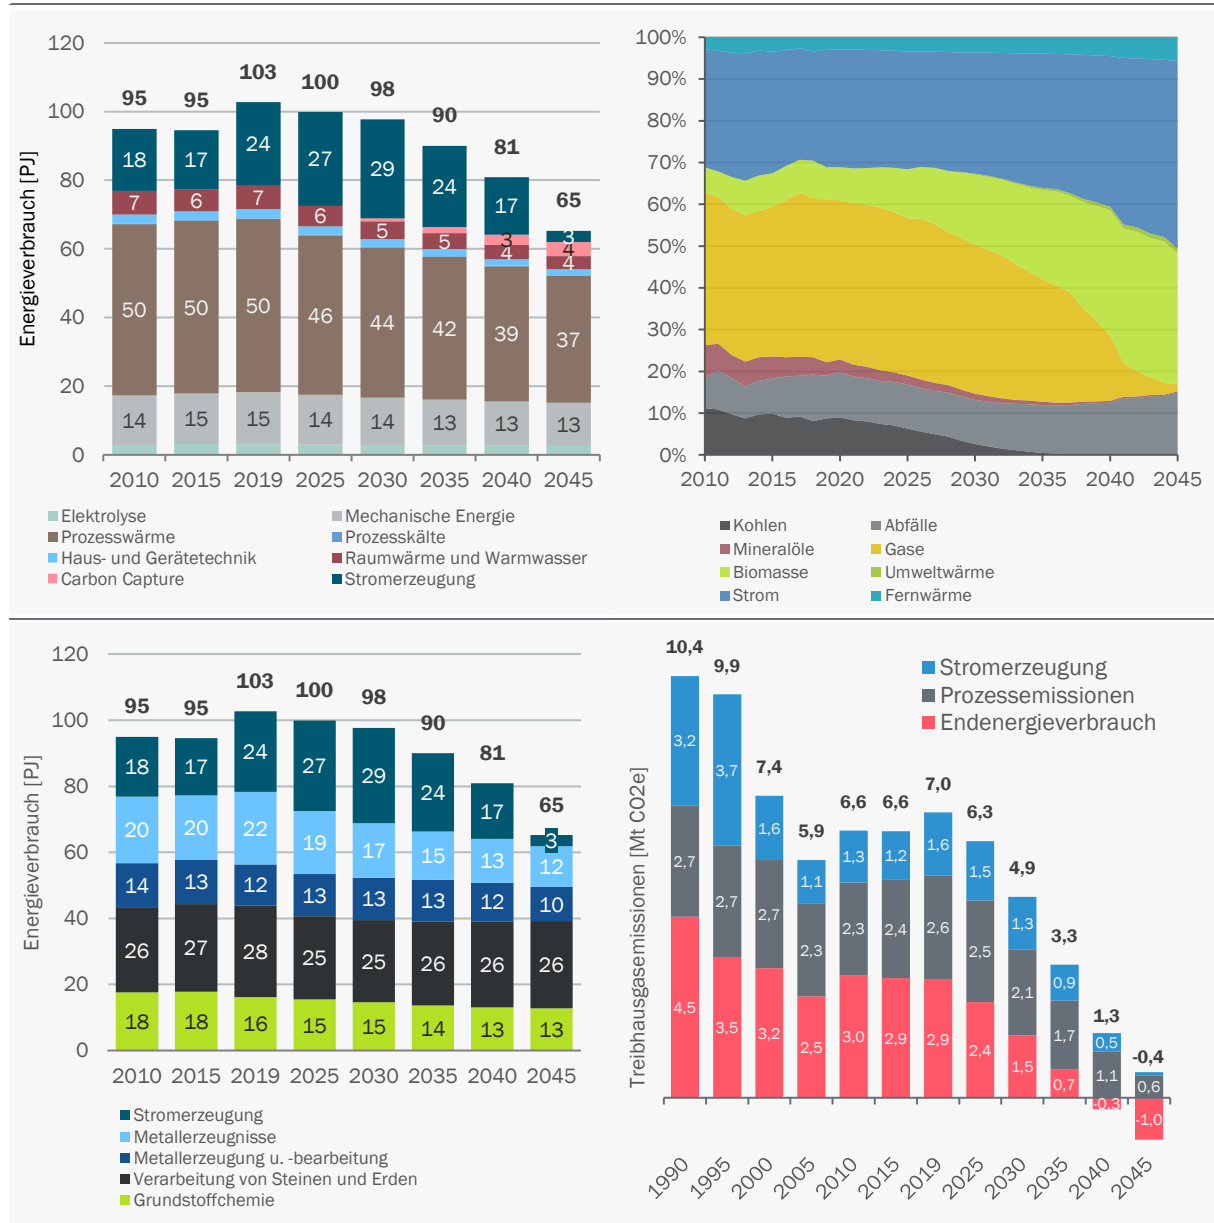 Energieverbrauch [PJ]
120
100
80
60
40
20
0
95 95 103 100 98 90 81 65
18 17 24 27 29 24 17 3
7 6 7 6 5 5 3 4
4 4
50 50 50 46 44 42 39 37
14 15 15 14 14 13 13 13
2010 2015 2019 2025 2030 2035 2040 2045
Elektrolyse Mechanische Energie
Prozesswärme Prozesskälte
Haus- und Gerätetechnik Raumwärme und Warmwasser
Carbon Capture Stromerzeugung
100%
90%
80%
70%
60%
50%
40%
30%
20%
10%
0%
2010 2015 2020 2025 2030 2035 2040 2045
Kohlen Abfälle
Mineralöle Gase
Biomasse Umweltwärme
Strom Fernwärme
Energieverbrauch [PJ]
120
100
80
60
40
20
0
95 95 103 100 98 90 81 65
18 17 24 27 29 24 17 3
20 20 22 19 17 15 13 12
14 13 12 13 13 13 12 10
26 27 28 25 25 26 26 26
18 18 16 15 15 14 13 13
2010 2015 2019 2025 2030 2035 2040 2045
Stromerzeugung
Metallerzeugnisse
Metallerzeugung u. -bearbeitung
Verarbeitung von Steinen und Erden
Grundstoffchemie
Treibhausgasemissionen [Mt CO2e]
Stromerzeugung
Prozessemissionen
Endenergieverbrauch
10,4 9,9 7,4 5,9 6,6 6,6 7,0 6,3 4,9 3,3 1,3 -0,4
3,2 3,7 1,6 1,1 1,3 1,2 1,6 1,5 1,3 0,9 0,5
2,7 2,7 2,7 2,3 2,3 2,4 2,6 2,5 2,1 1,7 1,1 0,6
4,5 3,5 3,2 2,5 3,0 2,9 2,9 2,4 1,5 0,7 -0,3 -1,0
1990 1995 2000 2005 2010 2015 2019 2025 2030 2035 2040 2045